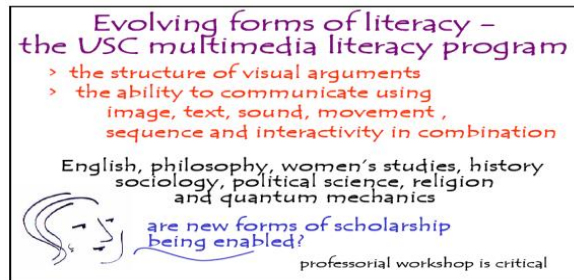 Evolving forms of literacy –
the USC multimedia literacy program
> the structure of visual arguments
> the ability to communicate using
image, text, sound, movement ,
sequence and interactivity in combination
English, philosophy, women's studies, history
sociology, political science, religion
and quantum mechanics
are new forms of scholarship
being enabled?
professorial workshop is critical